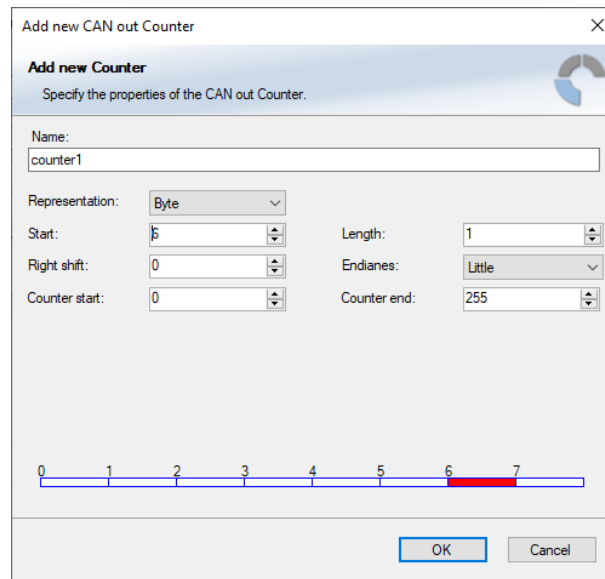 Add new CAN out Counter
Add new Counter
Specify the properties of the CAN out Counter.
Name:
counter1
Representation: Byte
Start: 6 Length: 1
Right shift: 0 Endianes: Little
Counter start: 0 Counter end: 255
0 1 2 3 4 5 6 7
OK Cancel